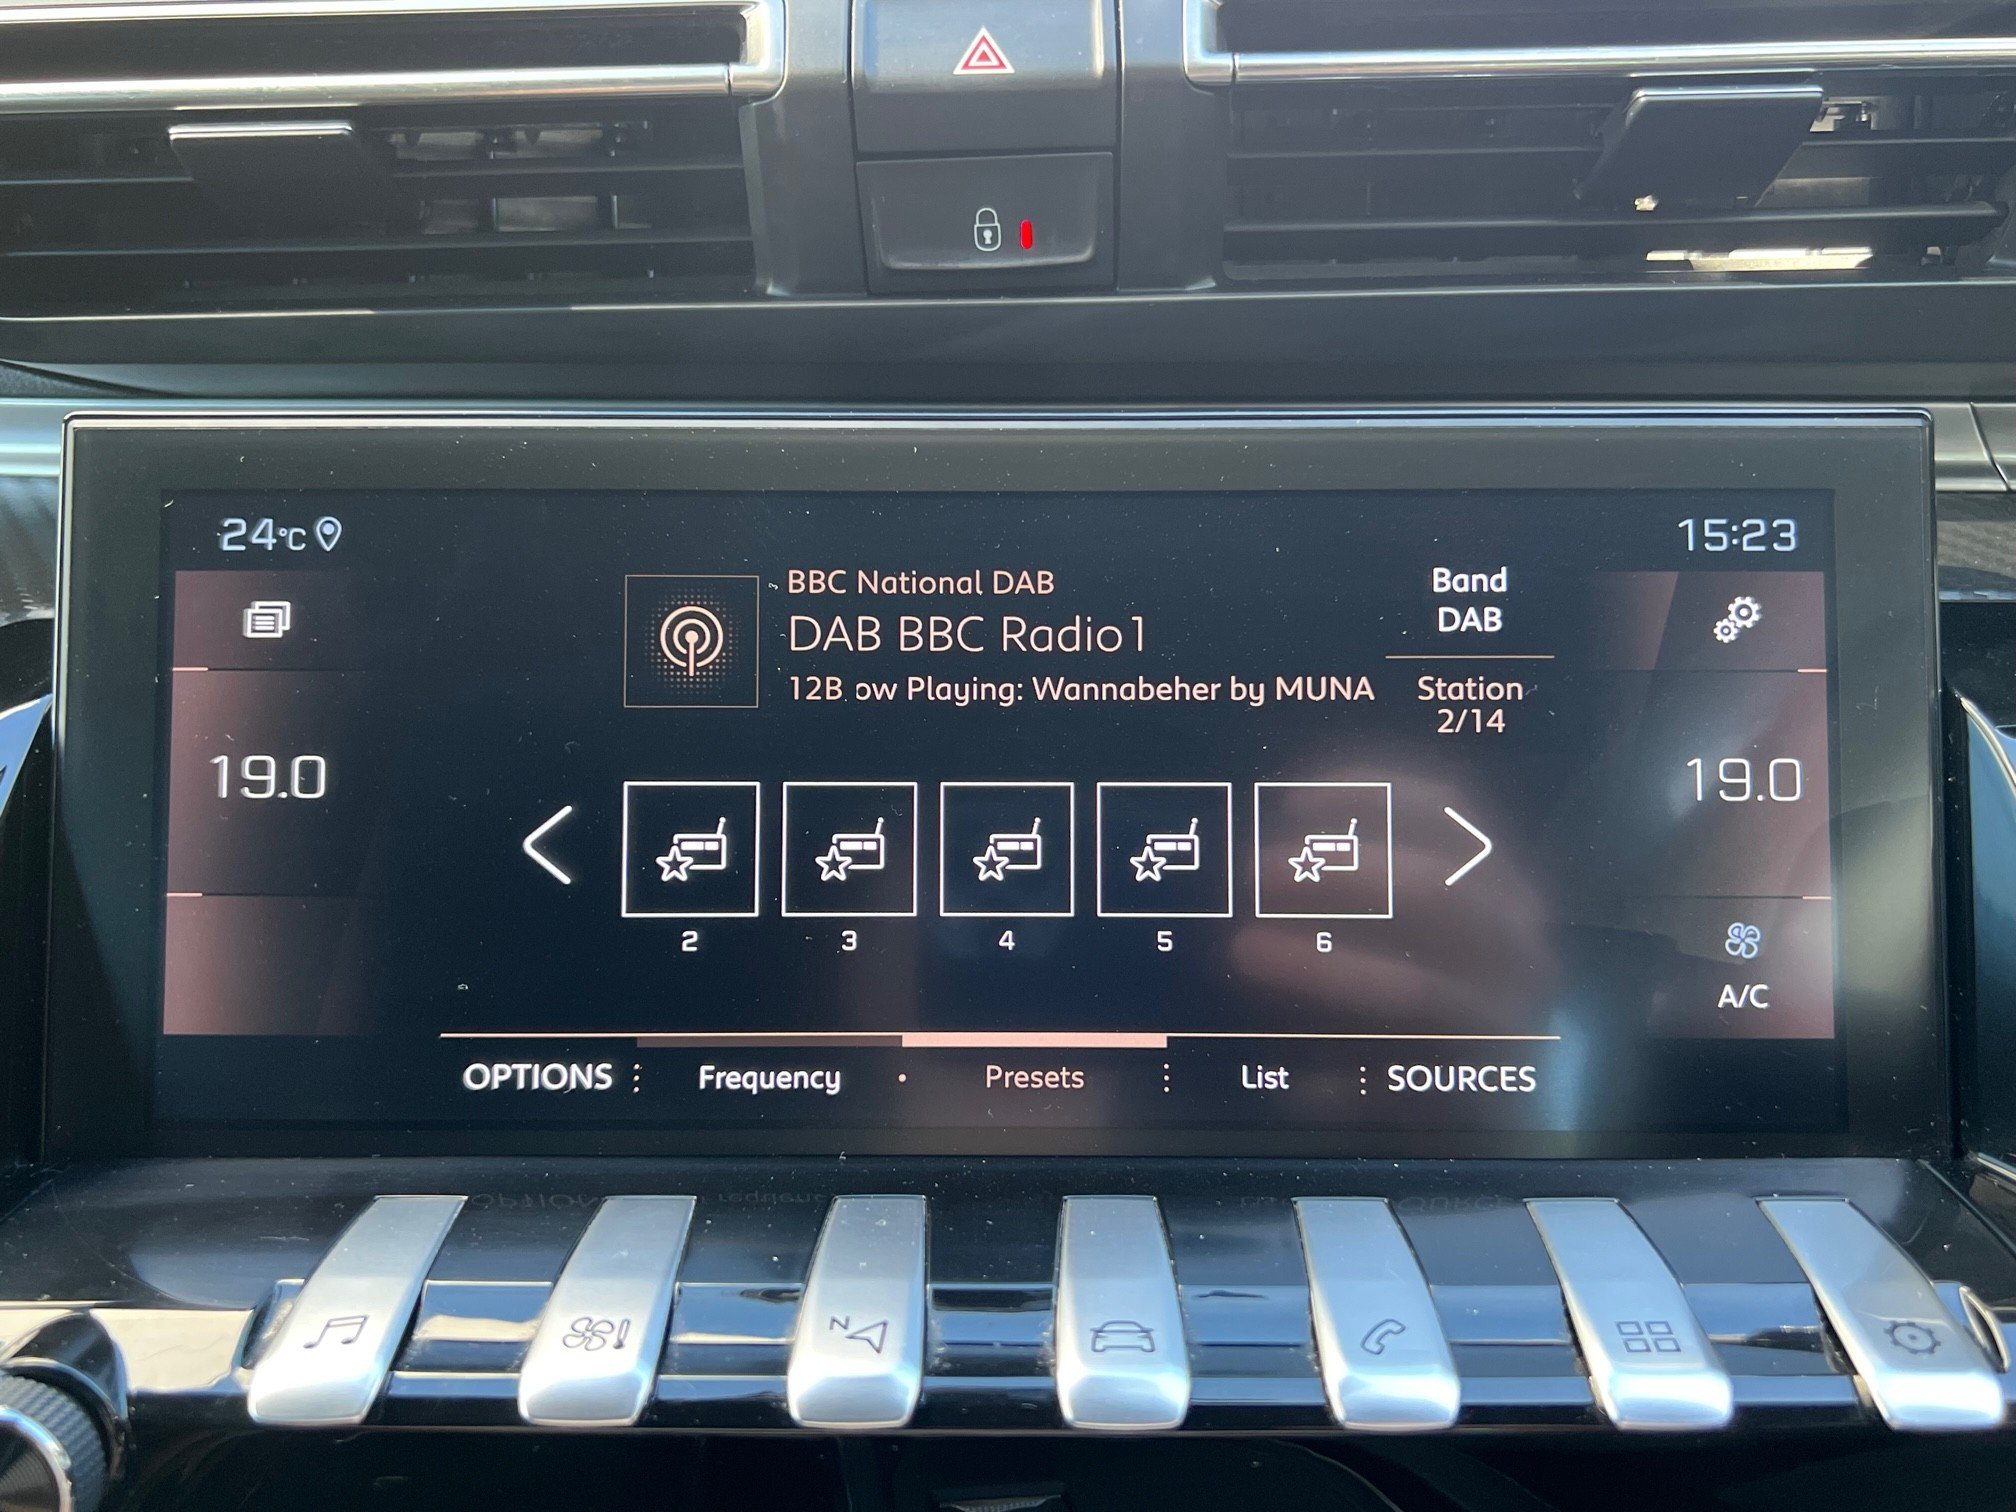 24°C
15:23
BBC National DAB
DAB BBC Radio1
12B ow Playing: Wannabeher by MUNA
Band
DAB
Station
2/14
19.0
19.0
2 3 4 5 6
A/C
OPTIONS Frequency Presets List SOURCES
N